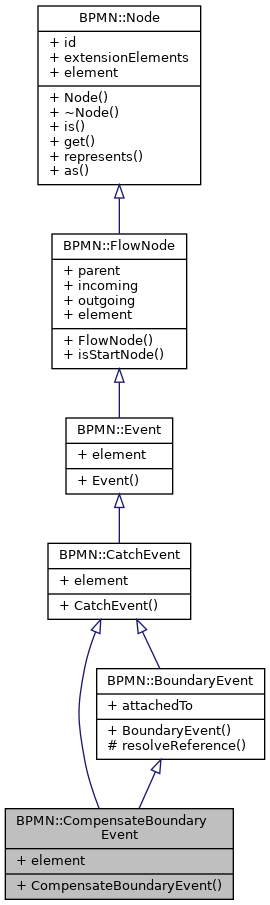 BPMN::Node
+ id
+ extensionElements
+ element
+ Node()
+ ~Node()
+ is()
+ get()
+ represents()
+ as()
BPMN::FlowNode
+ parent
+ incoming
+ outgoing
+ element
+ FlowNode()
+ isStartNode()
BPMN::Event
+ element
+ Event()
BPMN::CatchEvent
+ element
+ CatchEvent()
BPMN::BoundaryEvent
+ attachedTo
+ BoundaryEvent()
# resolveReference()
BPMN::CompensateBoundary
Event
+ element
+ CompensateBoundaryEvent()